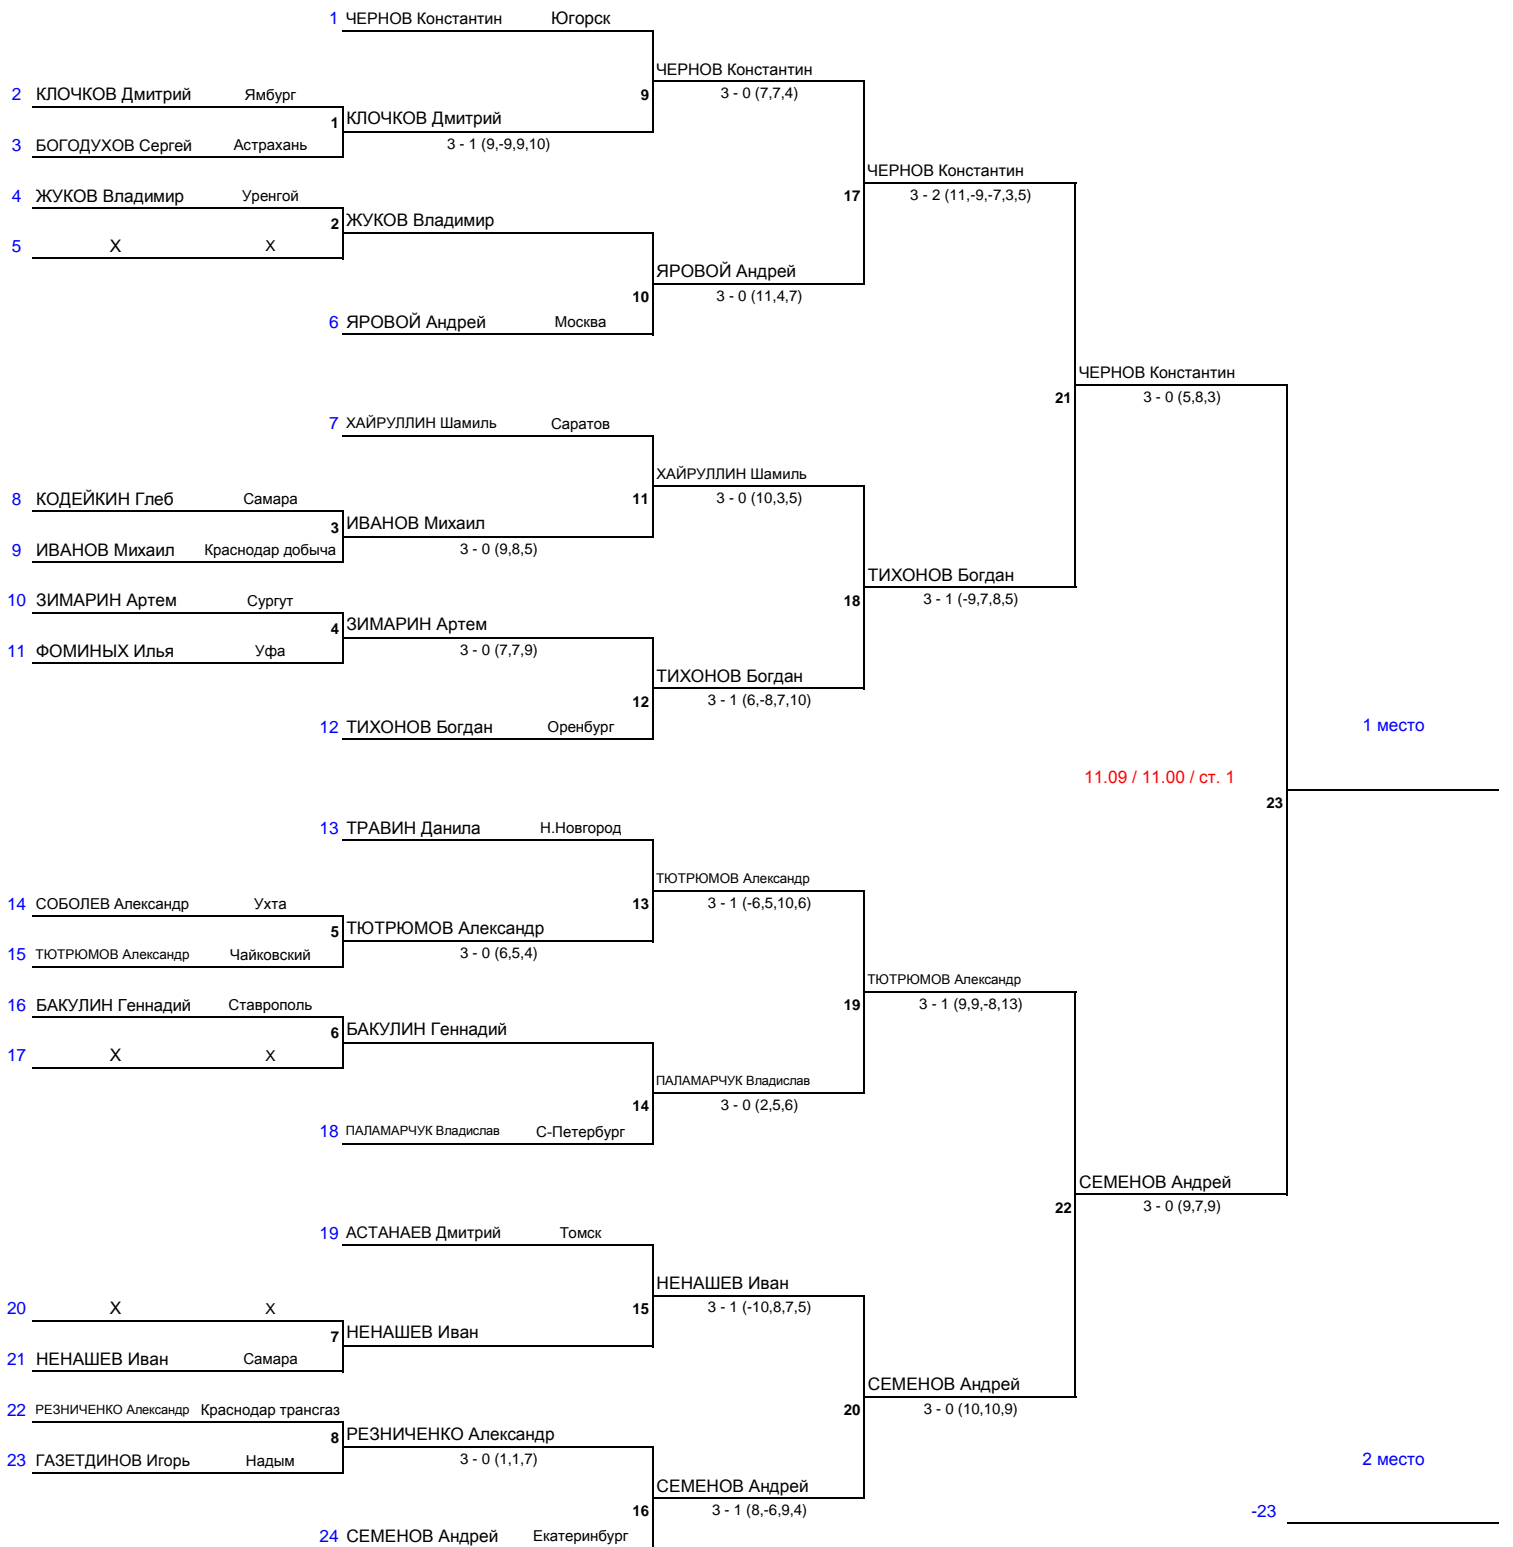 1 ЧЕРНОВ Константин Югорск
ЧЕРНОВ Константин
2 КЛОЧКОВ Дмитрий Ямбург 9 3 - 0 (7,7,4)
1 КЛОЧКОВ Дмитрий
3 БОГОДУХОВ Сергей Астрахань 3 - 1 (9,-9,9,10)
ЧЕРНОВ Константин
4 ЖУКОВ Владимир Уренгой 17 3 - 2 (11,-9,-7,3,5)
2 ЖУКОВ Владимир
5 X X
ЯРОВОЙ Андрей
10 3 - 0 (11,4,7)
6 ЯРОВОЙ Андрей Москва
ЧЕРНОВ Константин
21 3 - 0 (5,8,3)
7 ХАЙРУЛЛИН Шамиль Саратов
ХАЙРУЛЛИН Шамиль
8 КОДЕЙКИН Глеб Самара 11 3 - 0 (10,3,5)
3 ИВАНОВ Михаил
9 ИВАНОВ Михаил Краснодар добыча 3 - 0 (9,8,5)
ТИХОНОВ Богдан
10 ЗИМАРИН Артем Сургут 18 3 - 1 (-9,7,8,5)
4 ЗИМАРИН Артем
11 ФОМИНЫХ Илья Уфа 3 - 0 (7,7,9)
ТИХОНОВ Богдан
12 3 - 1 (6,-8,7,10)
12 ТИХОНОВ Богдан Оренбург 1 место
11.09 / 11.00 / ст. 1
23
13 ТРАВИН Данила Н.Новгород
ТЮТРЮМОВ Александр
14 СОБОЛЕВ Александр Ухта 13 3 - 1 (-6,5,10,6)
5 ТЮТРЮМОВ Александр
15 ТЮТРЮМОВ Александр Чайковский 3 - 0 (6,5,4)
ТЮТРЮМОВ Александр
16 БАКУЛИН Геннадий Ставрополь 19 3 - 1 (9,9,-8,13)
6 БАКУЛИН Геннадий
17 X X
ПАЛАМАРЧУК Владислав
14 3 - 0 (2,5,6)
18 ПАЛАМАРЧУК Владислав С-Петербург
СЕМЕНОВ Андрей
22 3 - 0 (9,7,9)
19 АСТАНАЕВ Дмитрий Томск
НЕНАШЕВ Иван
20 X X 15 3 - 1 (-10,8,7,5)
7 НЕНАШЕВ Иван
21 НЕНАШЕВ Иван Самара
СЕМЕНОВ Андрей
22 РЕЗНИЧЕНКО Александр Краснодар трансгаз 20 3 - 0 (10,10,9)
8 РЕЗНИЧЕНКО Александр
23 ГАЗЕТДИНОВ Игорь Надым 3 - 0 (1,1,7) 2 место
СЕМЕНОВ Андрей
16 3 - 1 (8,-6,9,4) -23
24 СЕМЕНОВ Андрей Екатеринбург